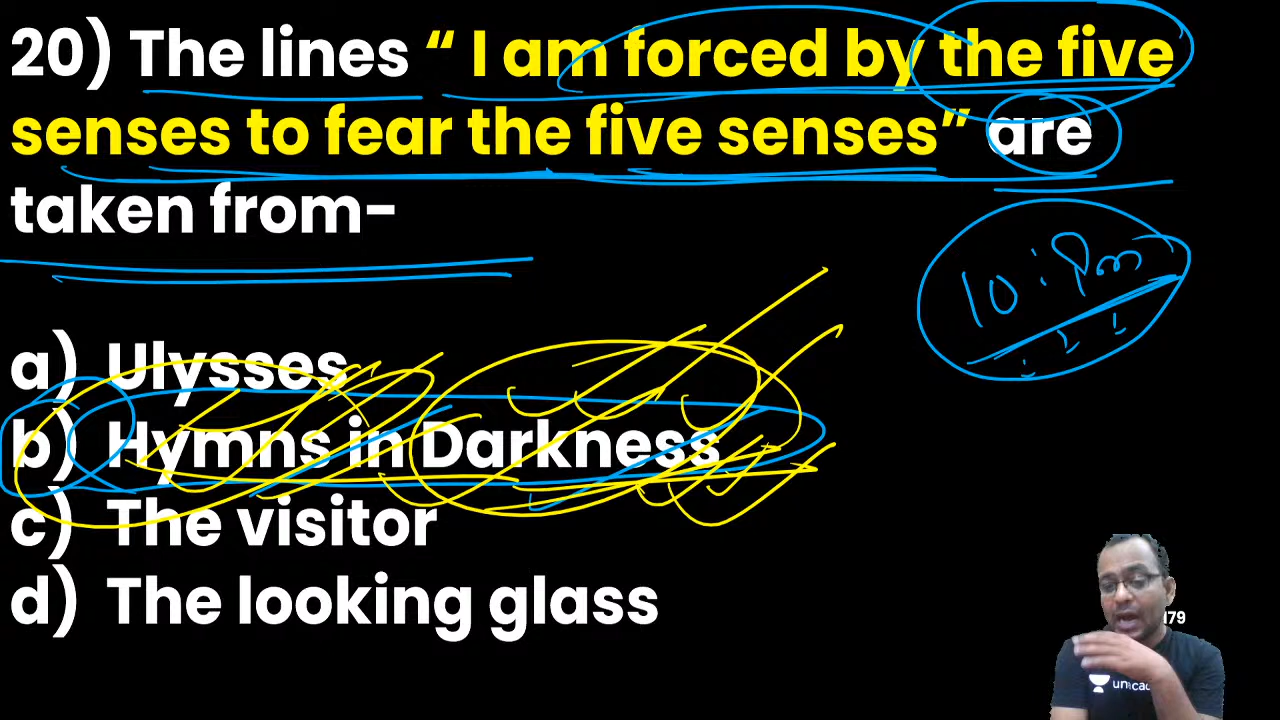 20) The lines “ I am forced by the five
senses to fear the five senses” are
taken from-
10:Pm
a) Ulysses
b) Hymns in Darkness
c) The visitor
d) The looking glass
179